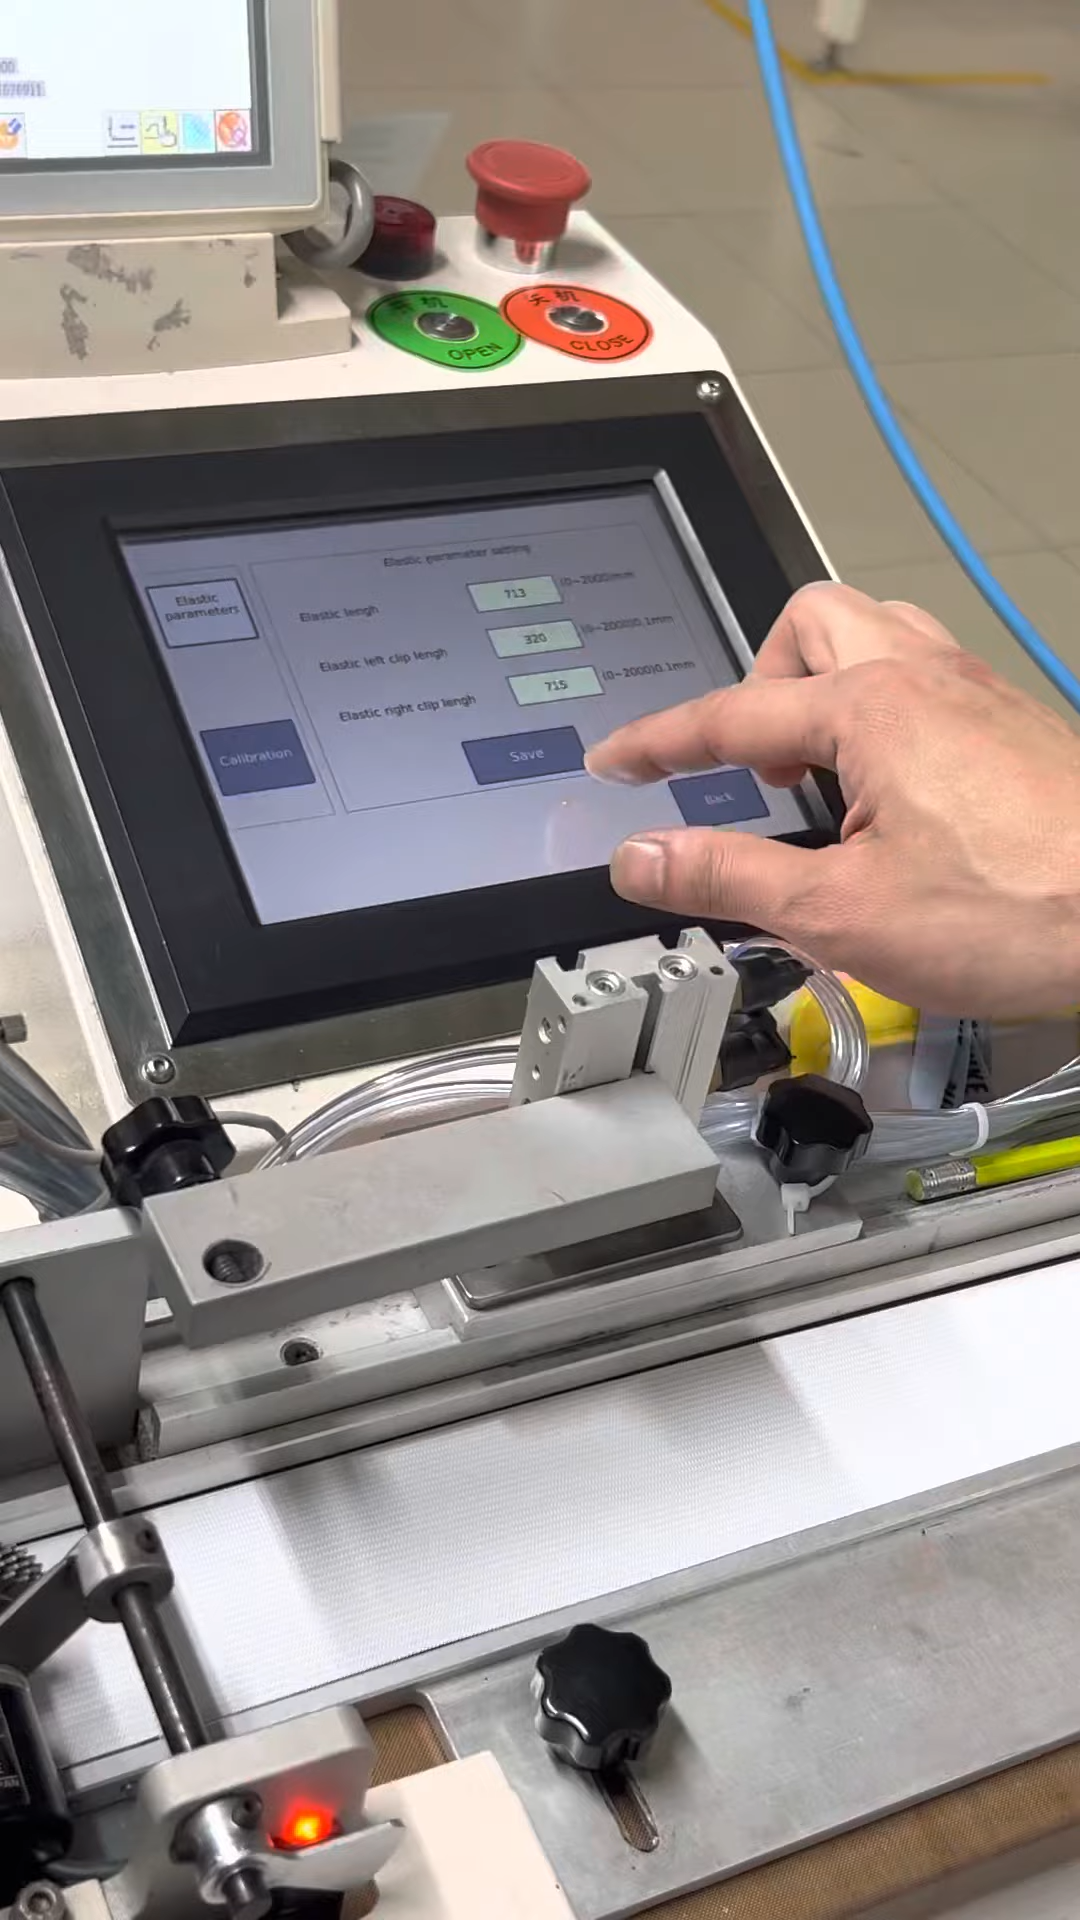 00.
开机
OPEN
关机
CLOSE
Elastic parameter setting
Elastic parameters
Elastic lengh 713 (0~2000)mm
Elastic left clip lengh 320 (0~2000)0.1mm
Elastic right clip lengh 715 (0~2000)0.1mm
Calibration
Save
Back